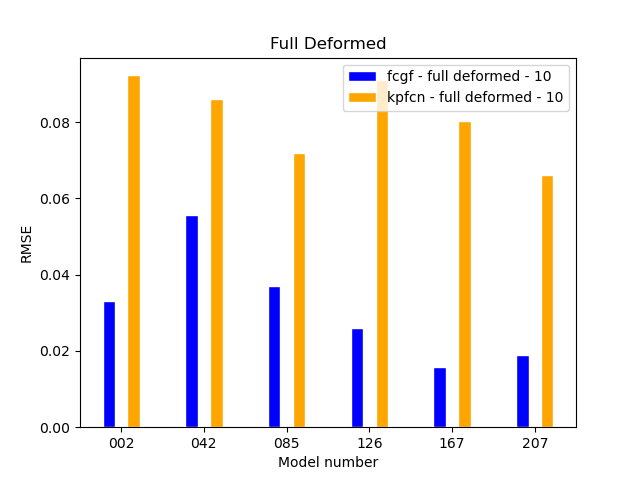 Full Deformed
fcgf - full deformed - 10
kpfcn - full deformed - 10
0.08
0.06
0.04
0.02
0.00
RMSE
002 042 085 126 167 207
Model number